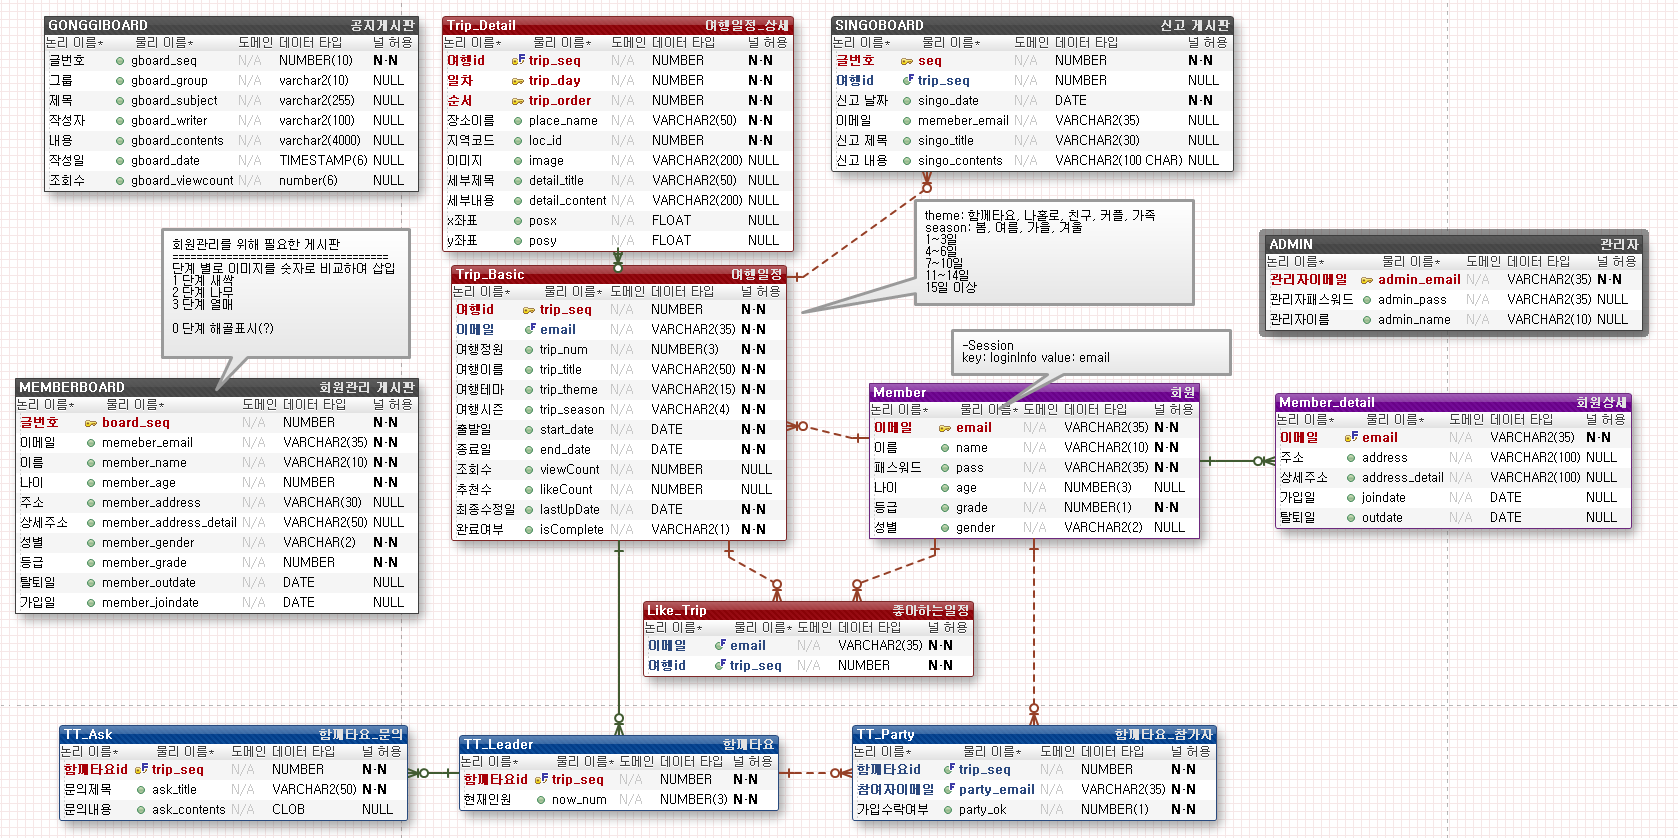 GONGGIBOARD 공지게시판
논리 이름* 물리 이름* 도메인 데이터 타입 널 허용
글번호 gboard_seq N/A NUMBER(10) N-N
그룹 gboard_group N/A varchar2(10) NULL
제목 gboard_subject N/A varchar2(255) NULL
작성자 gboard_writer N/A varchar2(100) NULL
내용 gboard_contents N/A varchar2(4000) NULL
작성일 gboard_date N/A TIMESTAMP(6) NULL
조회수 gboard_viewcount N/A number(6) NULL
Trip_Detail 여행일정_상세
논리 이름* 물리 이름* 도메인 데이터 타입 널 허용
여행id trip_seq N/A NUMBER N-N
일차 trip_day N/A NUMBER N-N
순서 trip_order N/A NUMBER N-N
장소이름 place_name N/A VARCHAR2(50) N-N
지역코드 loc_id N/A NUMBER N-N
이미지 image N/A VARCHAR2(200) NULL
세부제목 detail_title N/A VARCHAR2(50) NULL
세부내용 detail_content N/A VARCHAR2(200) NULL
x좌표 posx N/A FLOAT NULL
y좌표 posy N/A FLOAT NULL
SINGOBOARD 신고 게시판
논리 이름* 물리 이름* 도메인 데이터 타입 널 허용
글번호 seq N/A NUMBER N-N
여행id trip_seq N/A NUMBER NULL
신고 날짜 singo_date N/A DATE N-N
이메일 memeber_email N/A VARCHAR2(35) NULL
신고 제목 singo_title N/A VARCHAR2(30) NULL
신고 내용 singo_contents N/A VARCHAR2(100 CHAR) NULL
회원관리를 위해 필요한 게시판
====================================
단계 별로 이미지를 숫자로 비교하여 삽입
1 단계 새싹
2 단계 나무
3 단계 열매
0 단계 해골표시(?)
theme: 함께타요, 나홀로, 친구, 커플, 가족
season: 봄, 여름, 가을, 겨울
1~3일
4~6일
7~10일
11~14일
15일 이상
ADMIN 관리자
논리 이름* 물리 이름* 도메인 데이터 타입 널 허용
관리자이메일 admin_email N/A VARCHAR2(35) N-N
관리자패스워드 admin_pass N/A VARCHAR2(35) NULL
관리자이름 admin_name N/A VARCHAR2(10) NULL
Trip_Basic 여행일정
논리 이름* 물리 이름* 도메인 데이터 타입 널 허용
여행id trip_seq N/A NUMBER N-N
이메일 email N/A VARCHAR2(35) N-N
여행정원 trip_num N/A NUMBER(3) N-N
여행이름 trip_title N/A VARCHAR2(50) N-N
여행테마 trip_theme N/A VARCHAR2(15) N-N
여행시즌 trip_season N/A VARCHAR2(4) N-N
출발일 start_date N/A DATE N-N
종료일 end_date N/A DATE N-N
조회수 viewCount N/A NUMBER NULL
추천수 likeCount N/A NUMBER NULL
최종수정일 lastUpDate N/A DATE N-N
완료여부 isComplete N/A VARCHAR2(1) N-N
-Session
key: loginInfo value: email
MEMBERBOARD 회원관리 게시판
논리 이름* 물리 이름* 도메인 데이터 타입 널 허용
글번호 board_seq N/A NUMBER N-N
이메일 memeber_email N/A VARCHAR2(35) N-N
이름 member_name N/A VARCHAR2(10) N-N
나이 member_age N/A NUMBER N-N
주소 member_address N/A VARCHAR(30) NULL
상세주소 member_address_detail N/A VARCHAR2(50) NULL
성별 member_gender N/A VARCHAR(2) N-N
등급 member_grade N/A NUMBER N-N
탈퇴일 member_outdate N/A DATE NULL
가입일 member_joindate N/A DATE NULL
Member 회원
논리 이름* 물리 이름* 도메인 데이터 타입 널 허용
이메일 email N/A VARCHAR2(35) N-N
이름 name N/A VARCHAR2(10) N-N
패스워드 pass N/A VARCHAR2(35) N-N
나이 age N/A NUMBER(3) NULL
등급 grade N/A NUMBER(1) N-N
성별 gender N/A VARCHAR2(2) NULL
Member_detail 회원상세
논리 이름* 물리 이름* 도메인 데이터 타입 널 허용
이메일 email N/A VARCHAR2(35) N-N
주소 address N/A VARCHAR2(100) NULL
상세주소 address_detail N/A VARCHAR2(100) NULL
가입일 joindate N/A DATE NULL
탈퇴일 outdate N/A DATE NULL
Like_Trip 좋아하는일정
논리 이름* 물리 이름* 도메인 데이터 타입 널 허용
이메일 email N/A VARCHAR2(35) N-N
여행id trip_seq N/A NUMBER N-N
TT_Ask 함께타요_문의
논리 이름* 물리 이름* 도메인 데이터 타입 널 허용
함께타요id trip_seq N/A NUMBER N-N
문의제목 ask_title N/A VARCHAR2(50) N-N
문의내용 ask_contents N/A CLOB NULL
TT_Leader 함께타요
논리 이름* 물리 이름* 도메인 데이터 타입 널 허용
함께타요id trip_seq N/A NUMBER N-N
현재인원 now_num N/A NUMBER(3) N-N
TT_Party 함께타요_참가자
논리 이름* 물리 이름* 도메인 데이터 타입 널 허용
함께타요id trip_seq N/A NUMBER N-N
참여자이메일 party_email N/A VARCHAR2(35) N-N
가입수락여부 party_ok N/A NUMBER(1) N-N